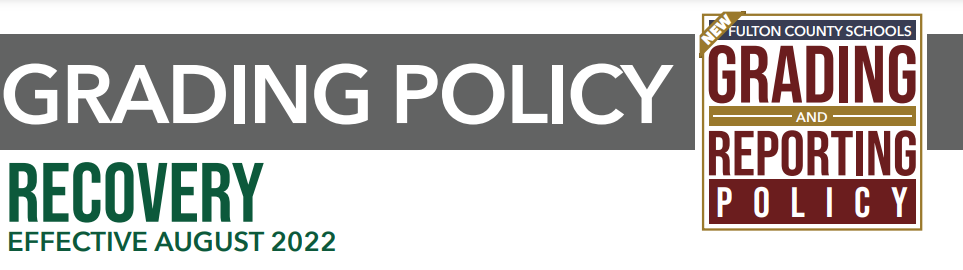 GRADING POLICY
RECOVERY
EFFECTIVE AUGUST 2022
NEW
FULTON COUNTY SCHOOLS
GRADING
AND
REPORTING
POLICY